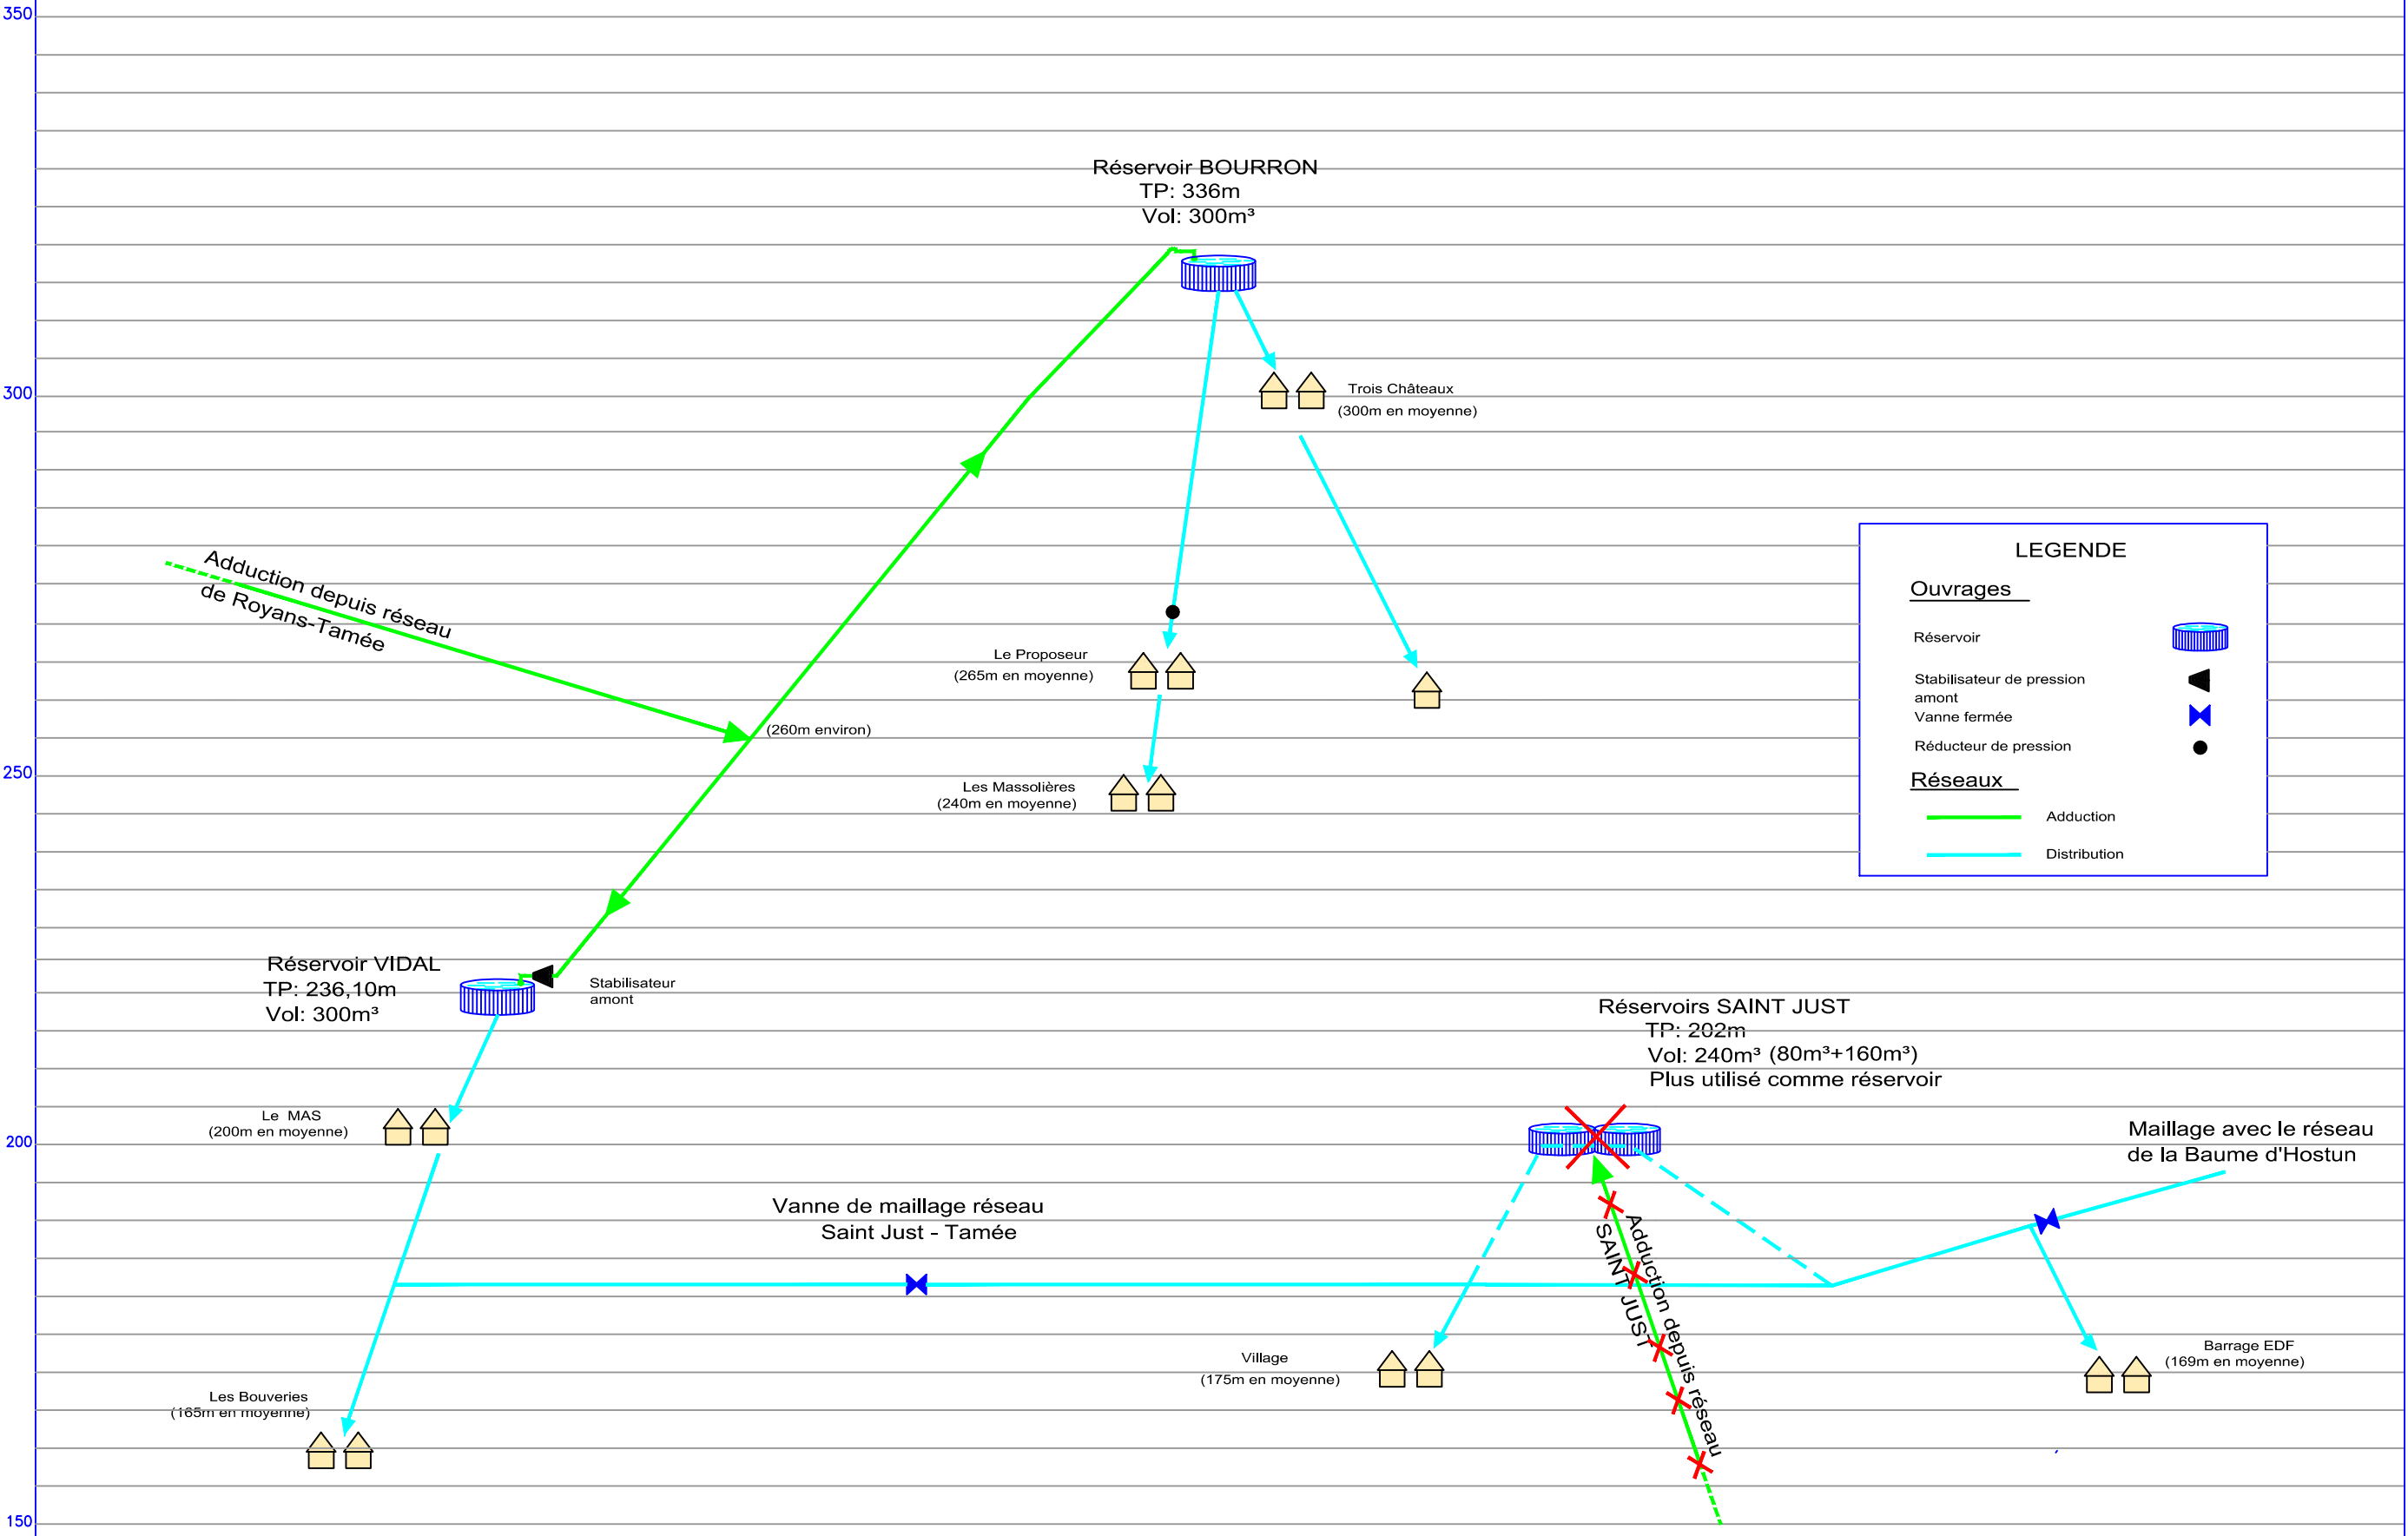 350
Réservoir BOURRON
TP: 336m
Vol: 300m³
300
Trois Châteaux
(300m en moyenne)
LEGENDE
Ouvrages
Réservoir
Stabilisateur de pression
amont
Vanne fermée
Réducteur de pression
Réseaux
Adduction
Distribution
Adduction depuis réseau
de Royans-Tamée
Le Proposeur
(265m en moyenne)
(260m environ)
250
Les Massolières
(240m en moyenne)
Réservoir VIDAL
TP: 236,10m
Vol: 300m³
Stabilisateur
amont
Réservoirs SAINT JUST
TP: 202m
Vol: 240m³ (80m³+160m³)
Plus utilisé comme réservoir
Le MAS
(200m en moyenne)
200
Maillage avec le réseau
de la Baume d'Hostun
Vanne de maillage réseau
Saint Just - Tamée
Adduction depuis réseau
SAINT JUST
Village
(175m en moyenne)
Barrage EDF
(169m en moyenne)
Les Bouveries
(165m en moyenne)
150